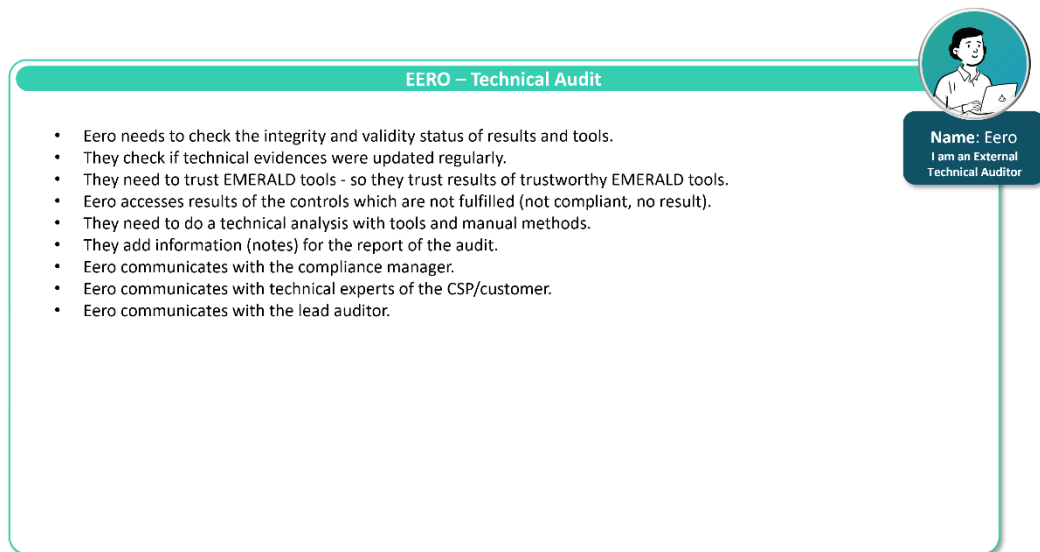 EERO – Technical Audit
Name: Eero
I am an External
Technical Auditor
• Eero needs to check the integrity and validity status of results and tools.
• They check if technical evidences were updated regularly.
• They need to trust EMERALD tools - so they trust results of trustworthy EMERALD tools.
• Eero accesses results of the controls which are not fulfilled (not compliant, no result).
• They need to do a technical analysis with tools and manual methods.
• They add information (notes) for the report of the audit.
• Eero communicates with the compliance manager.
• Eero communicates with technical experts of the CSP/customer.
• Eero communicates with the lead auditor.